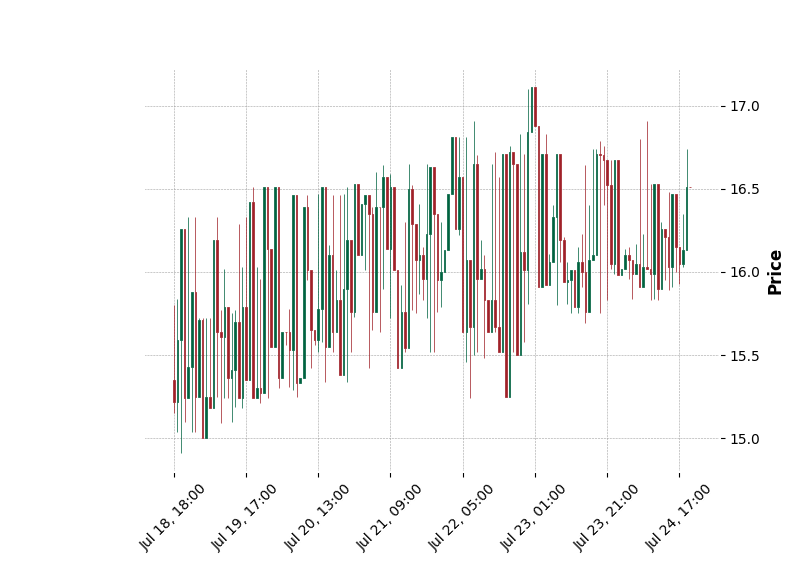 17.0
16.5
16.0
15.5
15.0
Price
Jul 18, 18:00
Jul 19, 17:00
Jul 20, 13:00
Jul 21, 09:00
Jul 22, 05:00
Jul 23, 01:00
Jul 23, 21:00
Jul 24, 17:00